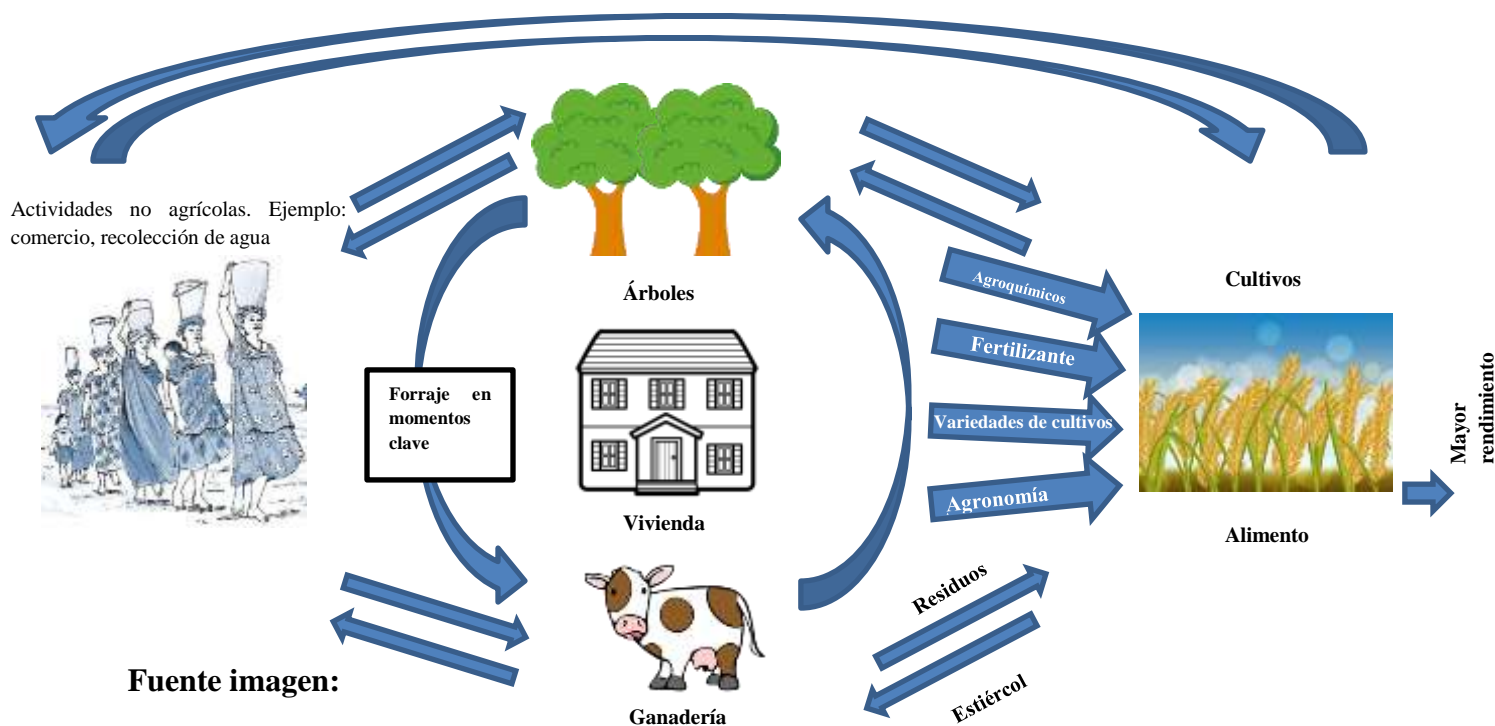 Actividades no agrícolas. Ejemplo:
comercio, recolección de agua
Árboles
Agroquímicos
Cultivos
Fertilizante
Forraje en
momentos
clave
Variedades de cultivos
Mayor
rendimiento
Agronomía
Vivienda
Alimento
Residuos
Estiércol
Fuente imagen:
Ganadería